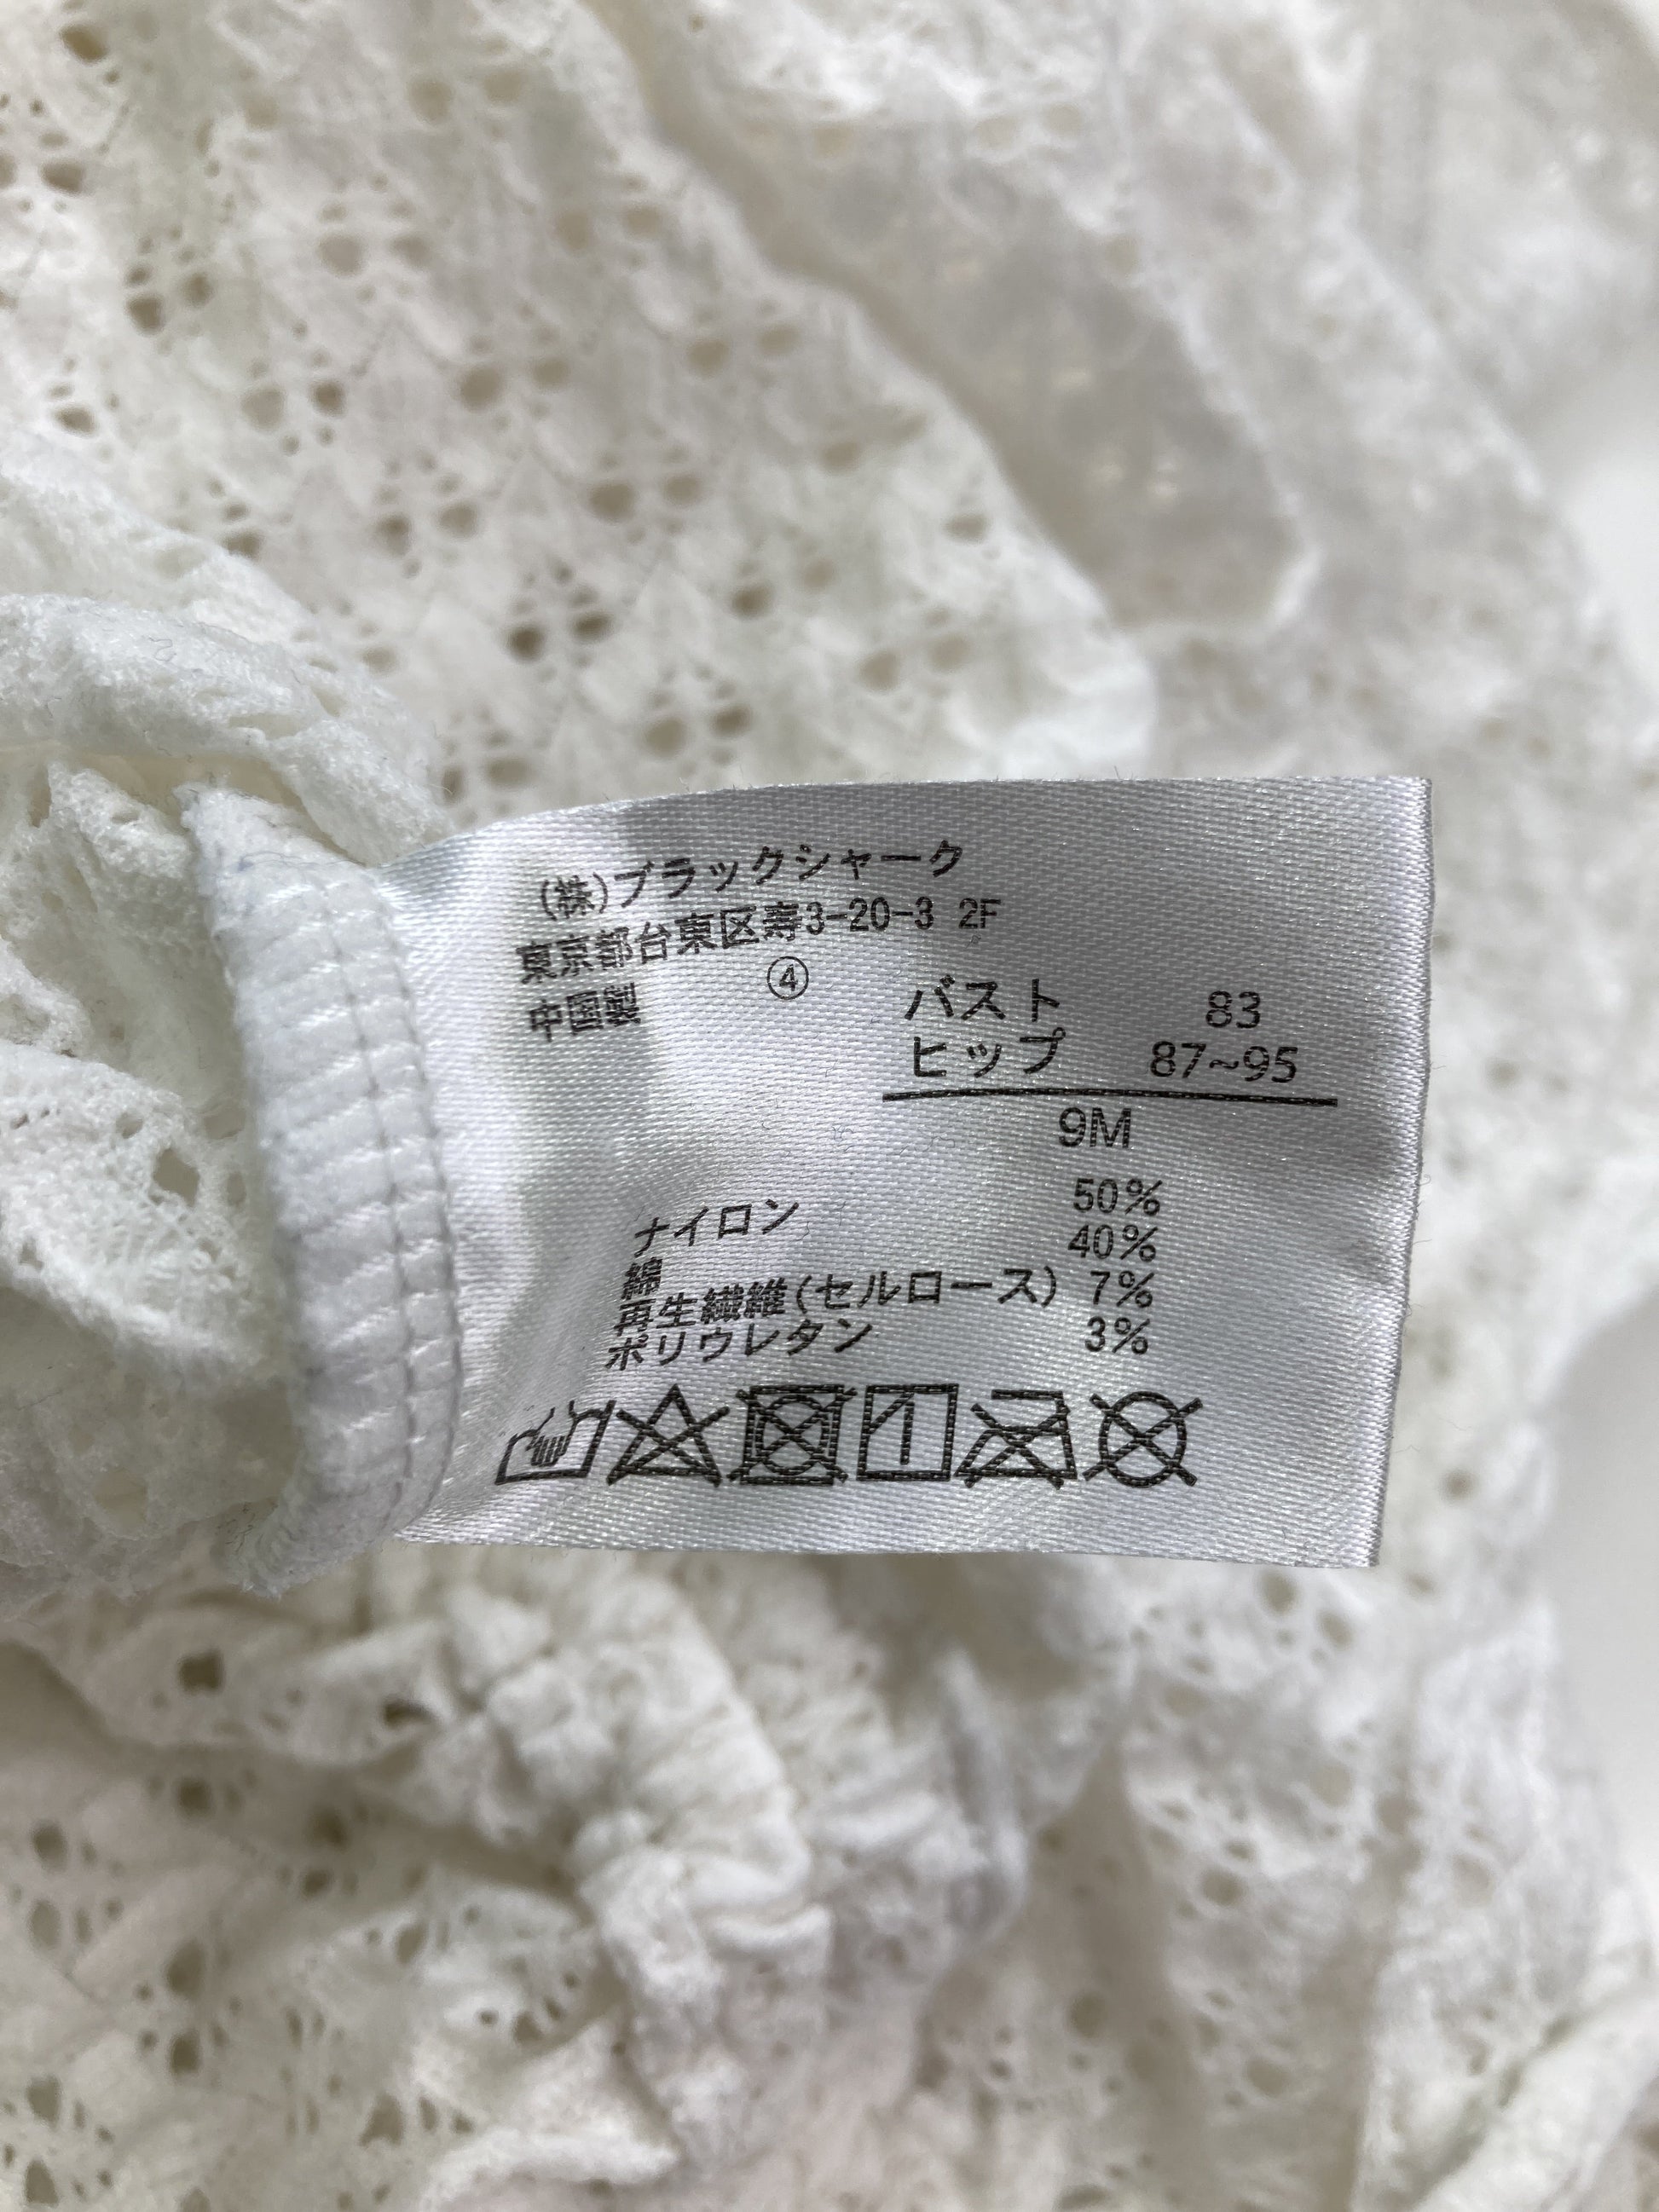 (株)ブラックシャーク
東京都台東区寿3-20-3 2F
中国製 ④
バスト 83
ヒップ 87~95
9M
ナイロン 50%
綿 40%
再生繊維(セルロース) 7%
ポリウレタン 3%